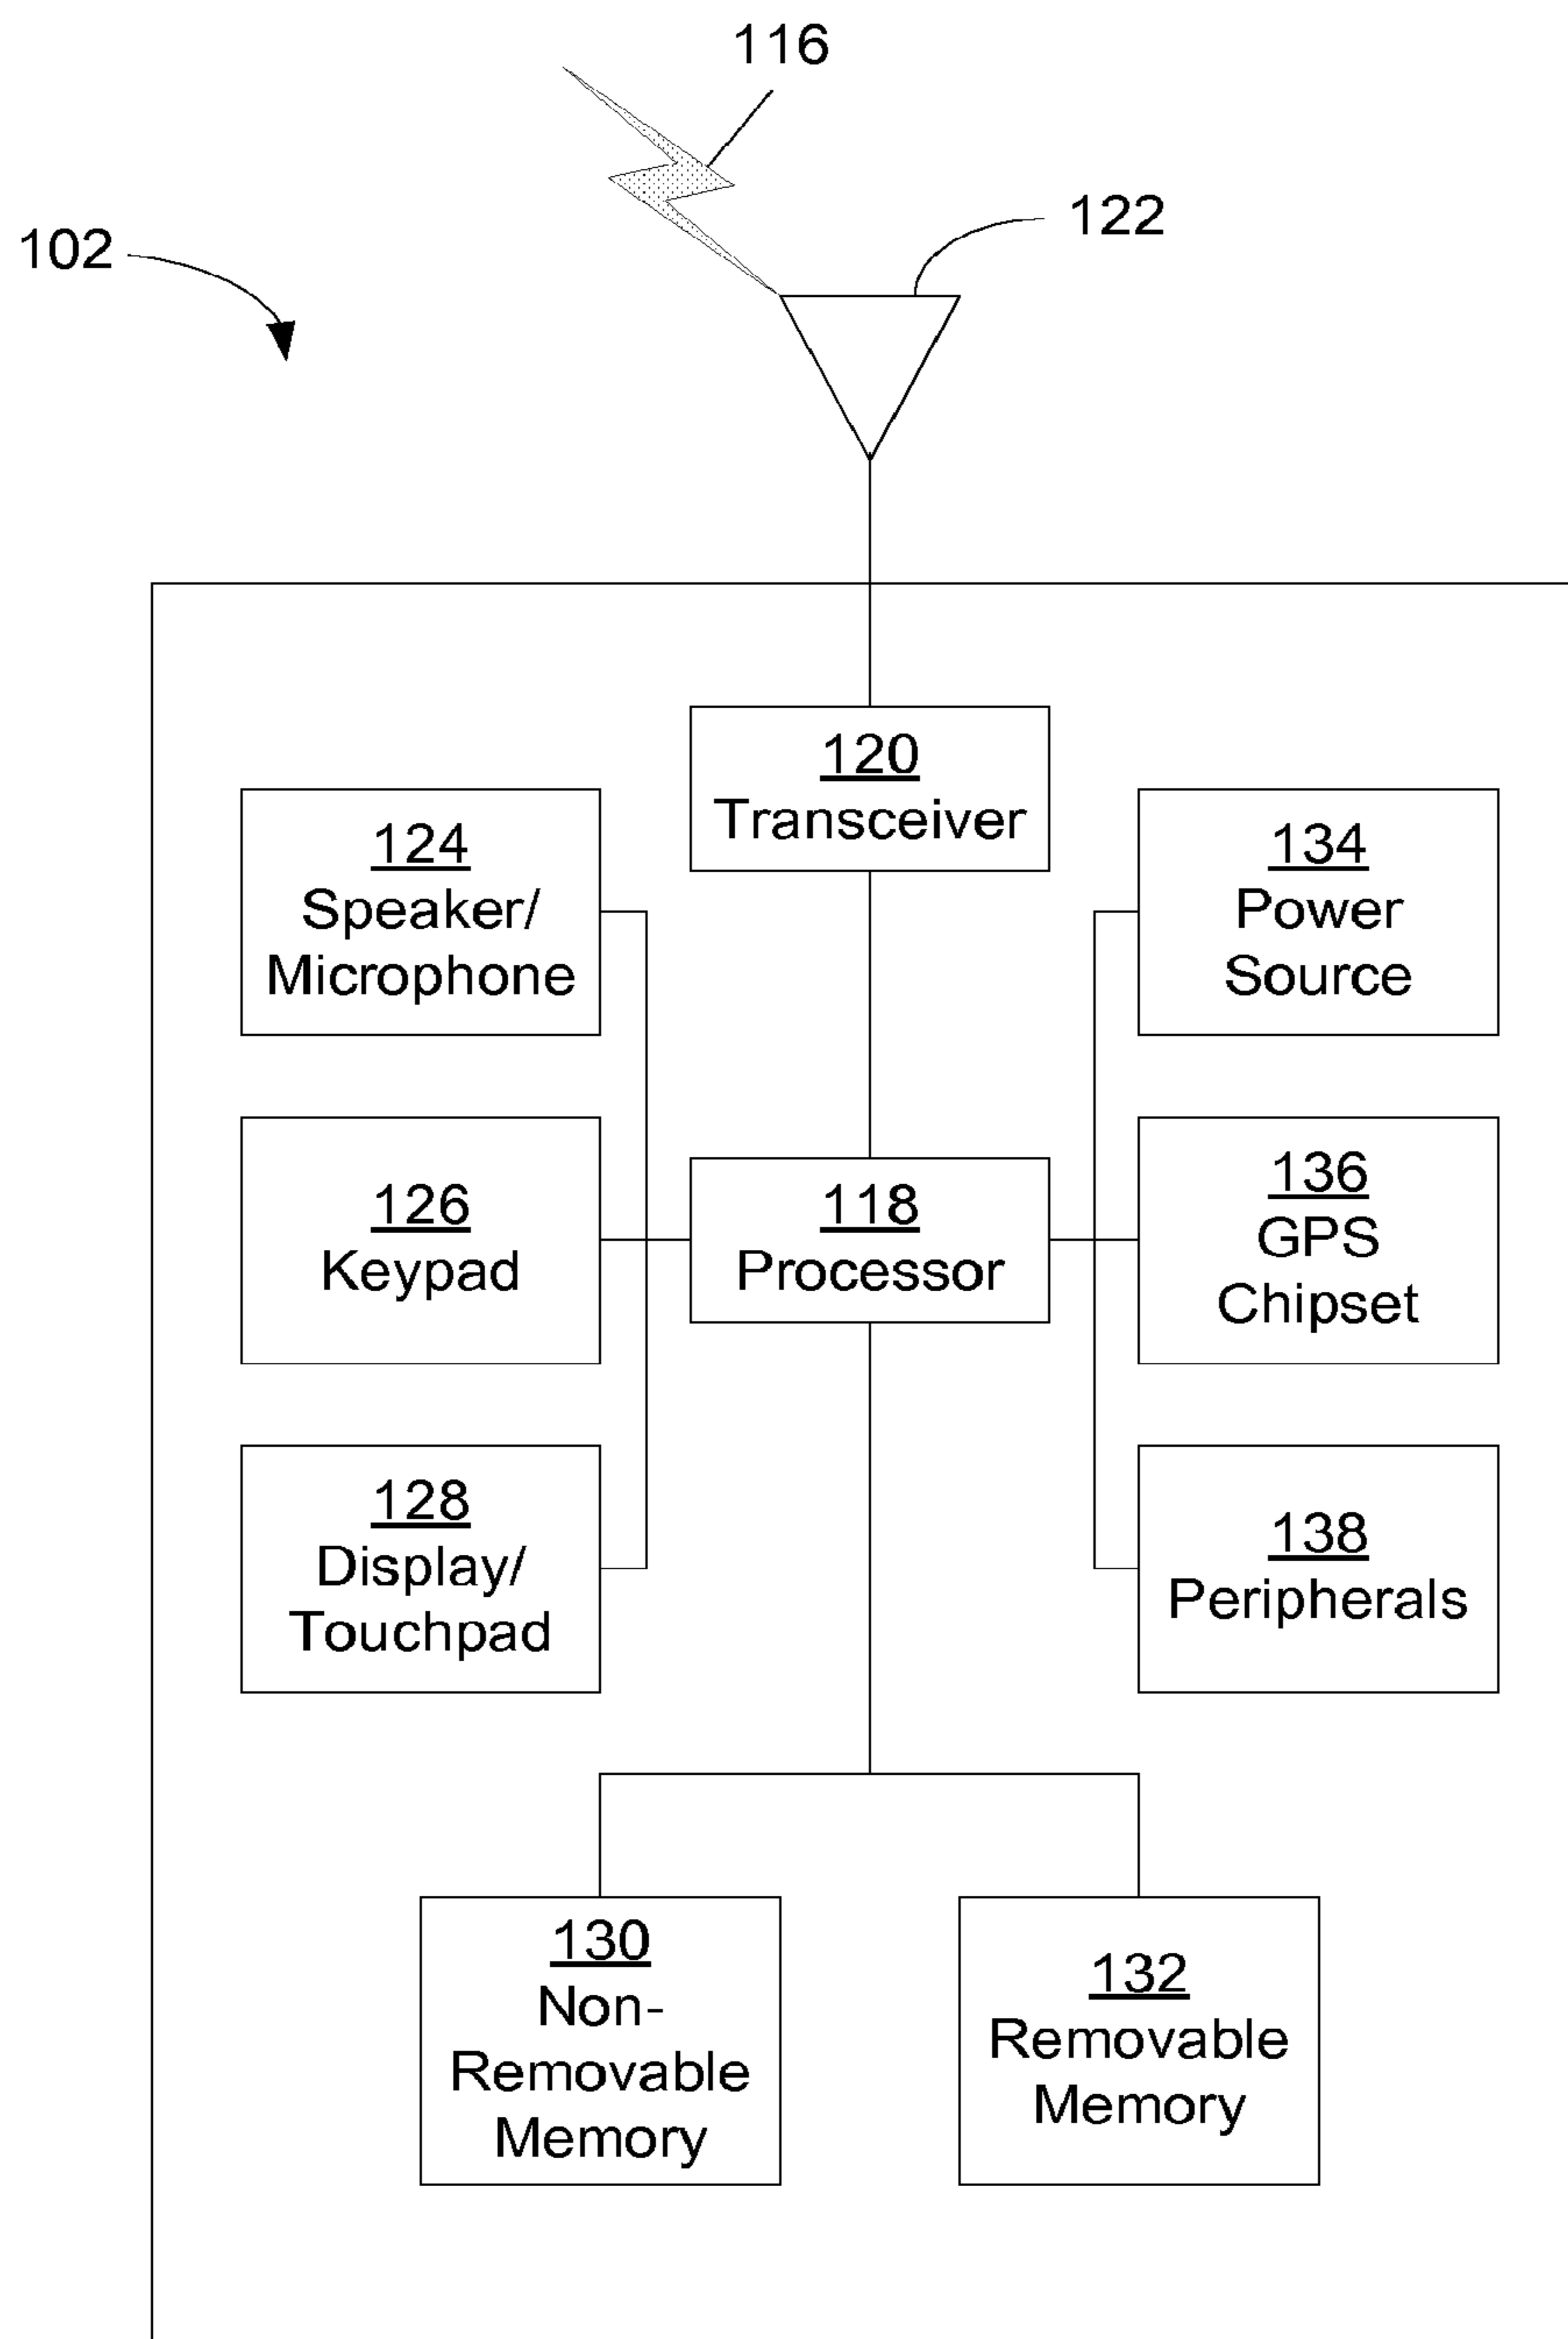 116
122
102
120
Transceiver
124
Speaker/
Microphone
134
Power
Source
126
Keypad
118
Processor
136
GPS
Chipset
128
Display/
Touchpad
138
Peripherals
130
Non-
Removable
Memory
132
Removable
Memory